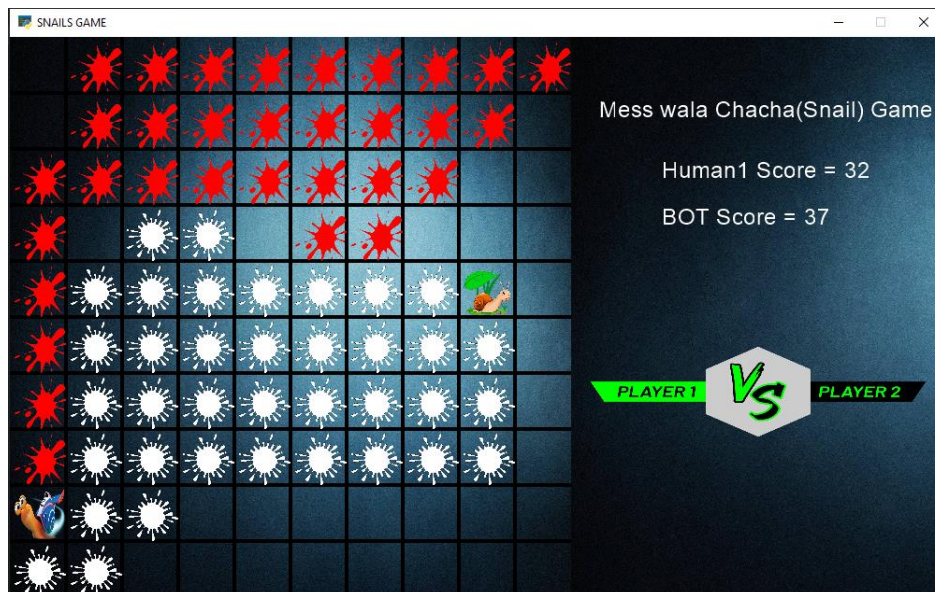 SNAILS GAME
Mess wala Chacha(Snail) Game
Human1 Score = 32
BOT Score = 37
PLAYER 1
VS
PLAYER 2